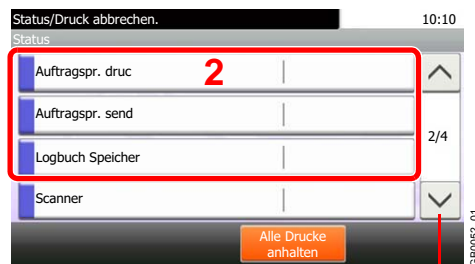 Status/Druck abbrechen. 10:10
Status
Auftragspr. druc 2
Auftragspr. send
2/4
Logbuch Speicher
Scanner
Alle Drucke
anhalten